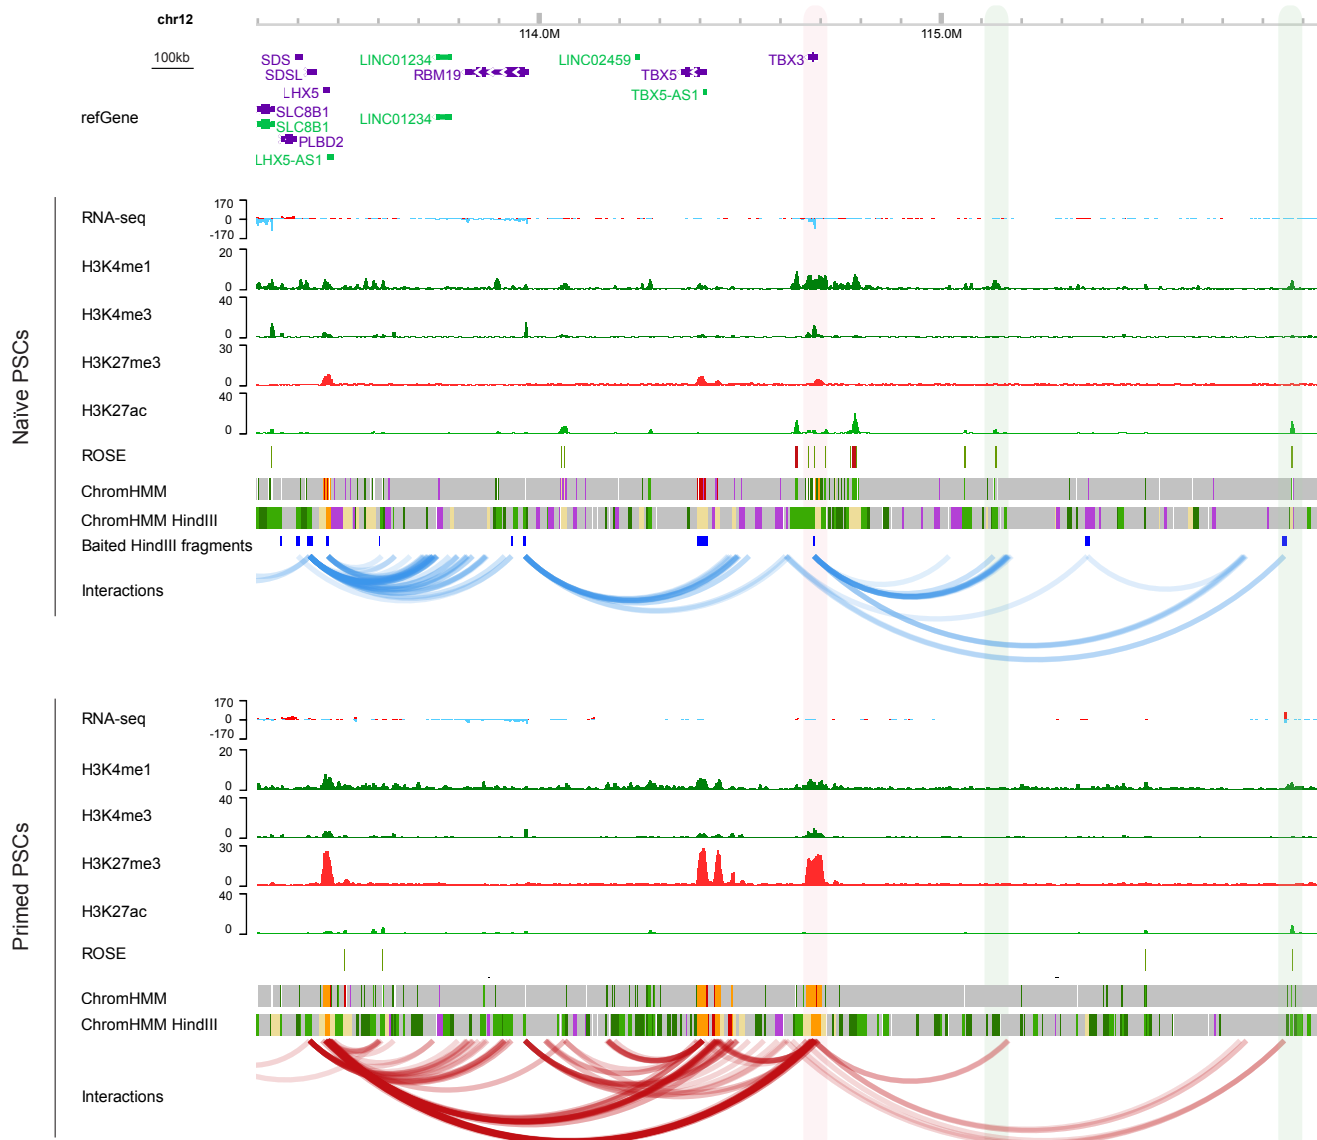 chr12
114.0M 115.0M
100kb
SDS LINC01234 LINC02459 TBX3
SDSL RBM19 TBX5
LHX5 TBX5-AS1
SLC8B1
refGene LINC01234
SLC8B1
PLBD2
LHX5-AS1
Naïve PSCs
RNA-seq 170 0 -170
H3K4me1 20 0
H3K4me3 40 0
H3K27me3 30 0
H3K27ac 40 0
ROSE
ChromHMM
ChromHMM HindIII
Baited HindIII fragments
Interactions
Primed PSCs
RNA-seq 170 0 -170
H3K4me1 20 0
H3K4me3 40 0
H3K27me3 30 0
H3K27ac 40 0
ROSE
ChromHMM
ChromHMM HindIII
Interactions